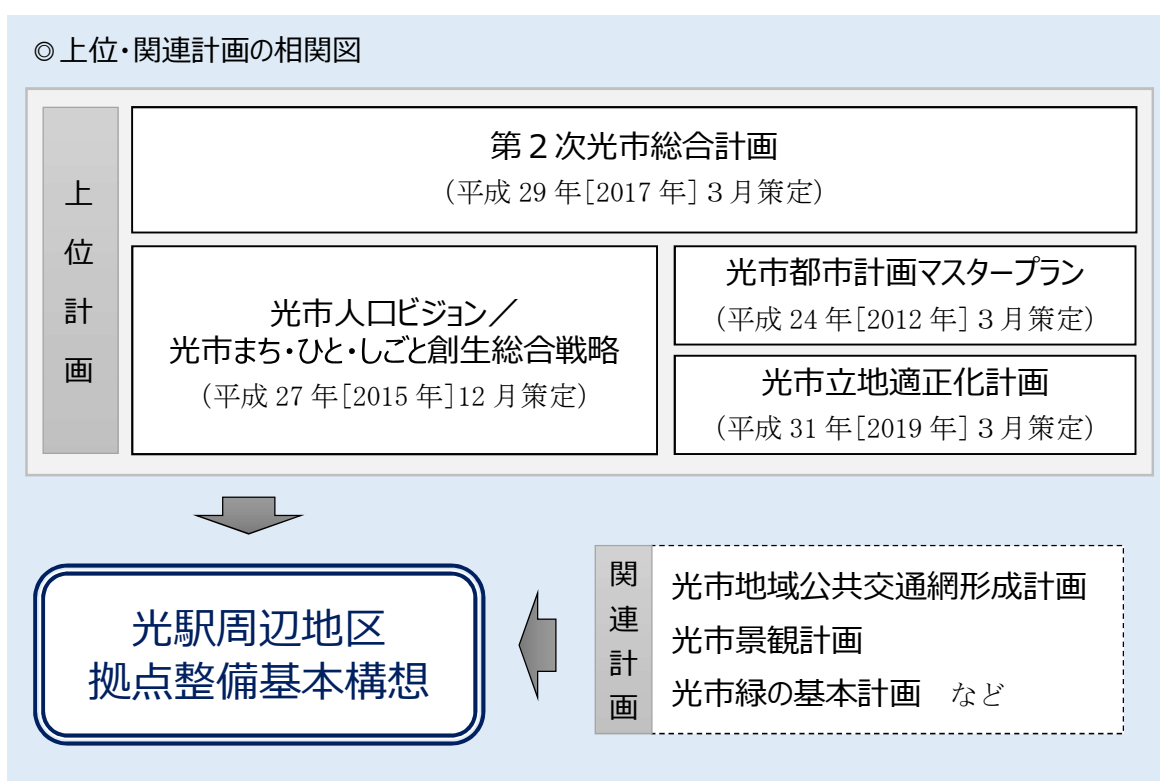 ◎上位・関連計画の相関図
上位計画
第２次光市総合計画
（平成 29 年[2017 年]３月策定）
光市人口ビジョン／
光市まち・ひと・しごと創生総合戦略
（平成 27 年[2015 年]12 月策定）
光市都市計画マスタープラン
（平成 24 年[2012 年]３月策定）
光市立地適正化計画
（平成 31 年[2019 年]３月策定）
光駅周辺地区
拠点整備基本構想
関連計画
光市地域公共交通網形成計画
光市景観計画
光市緑の基本計画　など